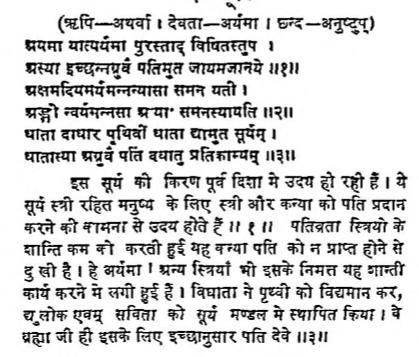 (ऋषि—अथर्वा । देवता—अर्यमा । छन्द—अनुष्टुप्)
अयमा यात्यर्यमा पुरस्ताद् विषितस्तुप ।
अस्या इच्छन्नग्रुवै पतिमुत जायमजानये ॥१॥
अश्रमदियमर्यमन्नन्यासा समन यती ।
अङ्गो न्वर्यमन्नस्या अन्या समनस्यायति ॥२॥
धाता दाधार पृथिवीं धाता द्यामुत सूर्यम् ।
धातास्या अग्रुवै पतिं दधातु प्रतिकाम्यम् ॥३॥
इस सूर्य की किरण पूर्व दिशा मे उदय हो रही हैं । ये
सूर्य स्त्री रहित मनुष्य के लिए स्त्री और कन्या को पति प्रदान
करने की कामना से उदय होते हैं ॥ १ ॥ पतिव्रता स्त्रियो के
शान्ति कम को करती हुई यह कन्या पति को न प्राप्त होने से
दु खी है । हे अर्यमा ! अन्य स्त्रियाँ भी इसके निमत्त यह शान्ती
कार्य करने मे लगी हुई हैं । विधाता ने पृथ्वी को विद्यमान कर,
द्यु लोक एवम् सविता को सूर्य मण्डल मे स्थापित किया । वे
ब्रह्मा जी ही इसके लिए इच्छानुसार पति देवे ॥३॥